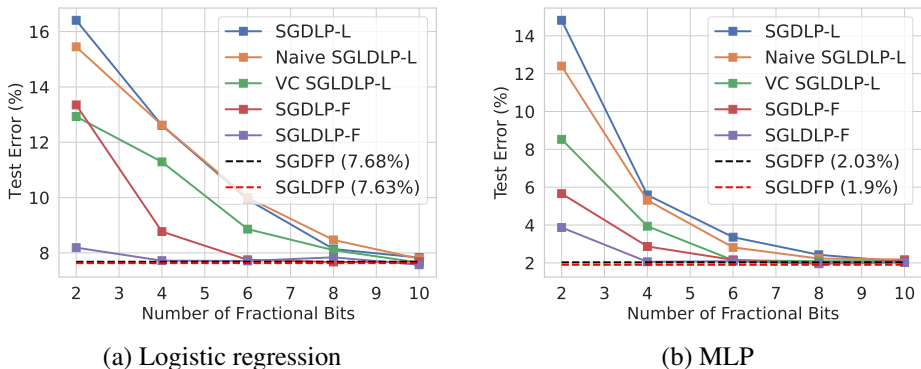 16
14
12
10
8
Test Error (%)
2 3 4 5 6 7 8 9 10
Number of Fractional Bits
SGDLP-L
Naive SGLDLP-L
VC SGLDLP-L
SGDLP-F
SGLDLP-F
SGDFP (7.68%)
SGLDFP (7.63%)
(a) Logistic regression
14
12
10
8
6
4
2
Test Error (%)
2 3 4 5 6 7 8 9 10
Number of Fractional Bits
SGDLP-L
Naive SGLDLP-L
VC SGLDLP-L
SGDLP-F
SGLDLP-F
SGDFP (2.03%)
SGLDFP (1.9%)
(b) MLP